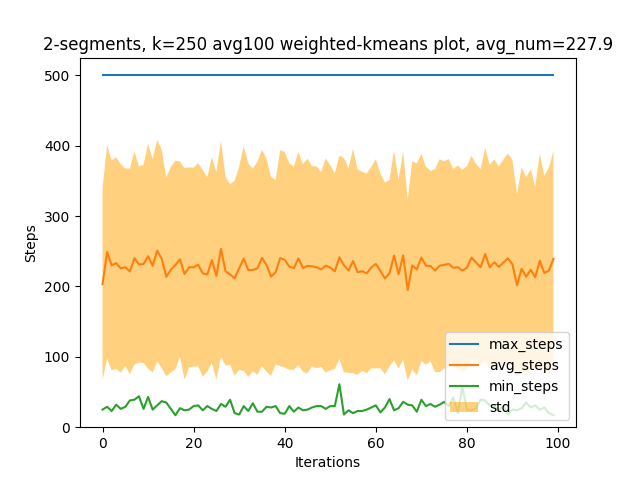 2-segments, k=250 avg100 weighted-kmeans plot, avg_num=227.9
500
400
300
200
100
0
Steps
max_steps
avg_steps
min_steps
std
0 20 40 60 80 100
Iterations